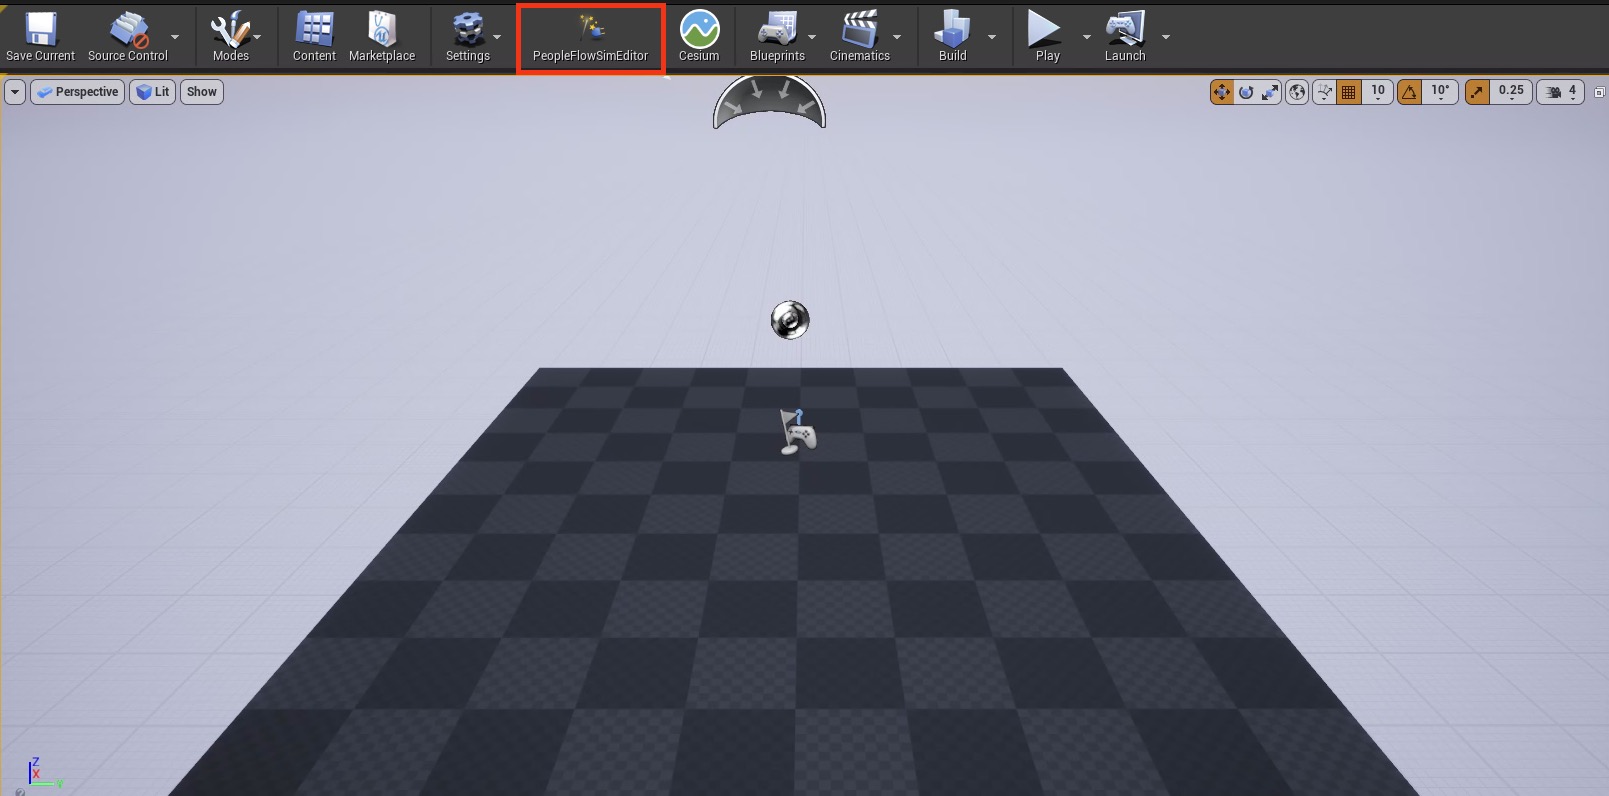 Save Current Source Control Modes Content Marketplace Settings PeopleFlowSimEditor Cesium Blueprints Cinematics Build Play Launch
Perspective Lit Show 10 10° 0.25 4
Z
X
Y